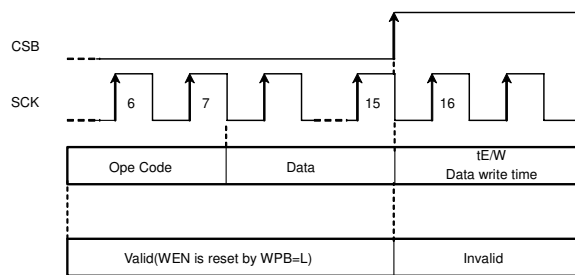 CSB
SCK
6 7 15 16
Ope Code Data tE/W
Data write time
Valid(WEN is reset by WPB=L) Invalid